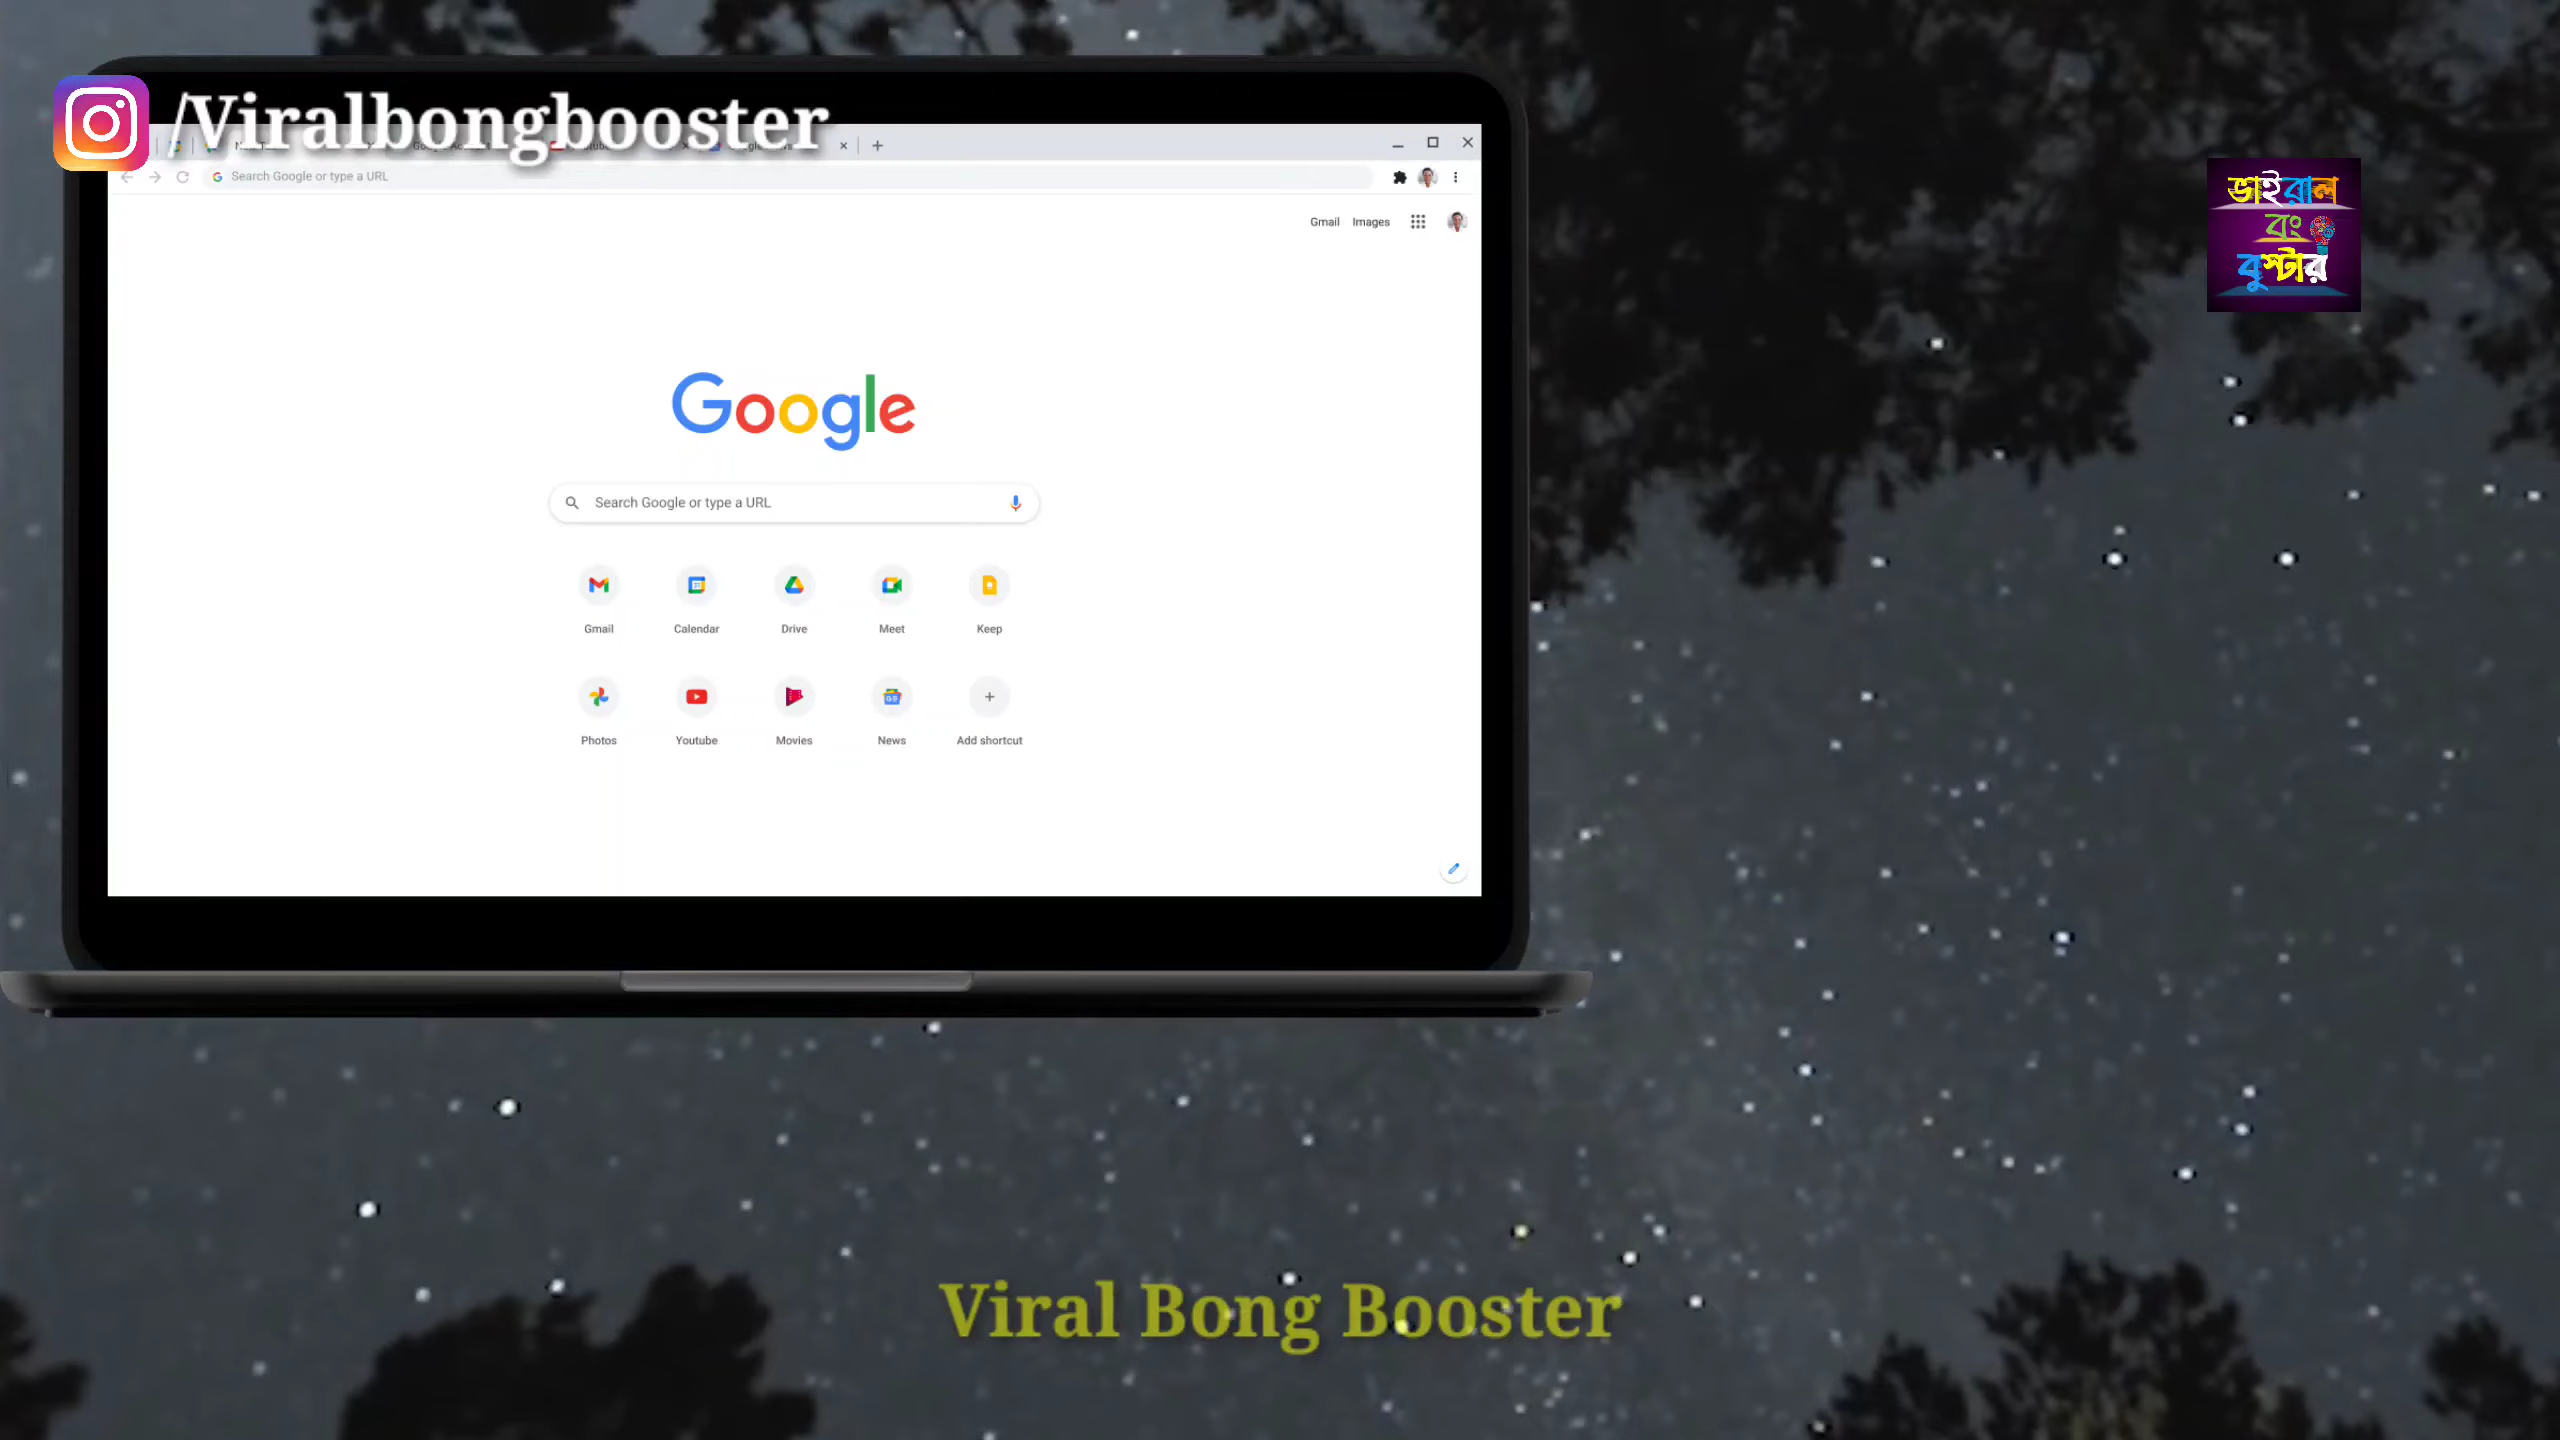 /Viralbongbooster
Search Google or type a URL
Gmail Images
ভাইরাল
বং
বুস্টার
Google
Search Google or type a URL
Gmail Calendar Drive Meet Keep
Photos Youtube Movies News Add shortcut
Viral Bong Booster